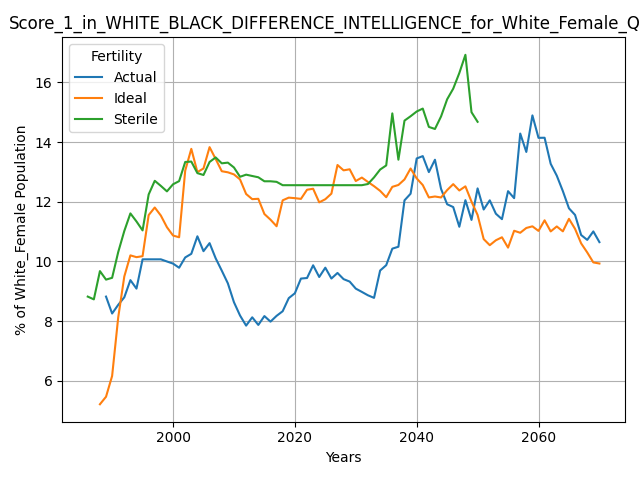 Score_1_in_WHITE_BLACK_DIFFERENCE_INTELLIGENCE_for_White_Female_Q
Fertility
Actual
Ideal
Sterile
% of White_Female Population
16
14
12
10
8
6
2000 2020 2040 2060
Years